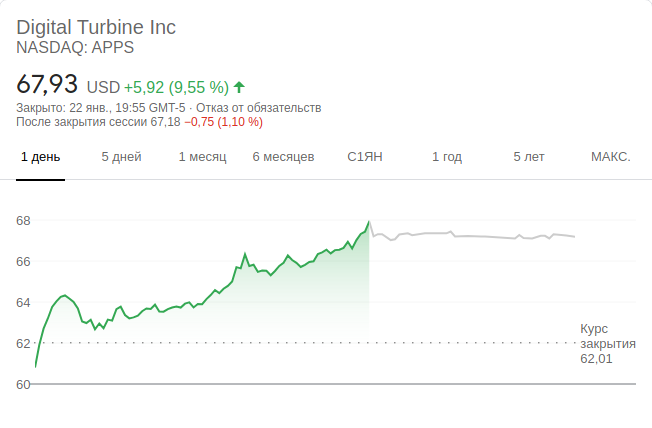 Digital Turbine Inc
NASDAQ: APPS
67,93 USD +5,92 (9,55 %)
Закрыто: 22 янв., 19:55 GMT-5 · Отказ от обязательств
После закрытия сессии 67,18 −0,75 (1,10 %)
1 день 5 дней 1 месяц 6 месяцев С1ЯН 1 год 5 лет МАКС.
68
66
64
62
60
Курс
закрытия
62,01